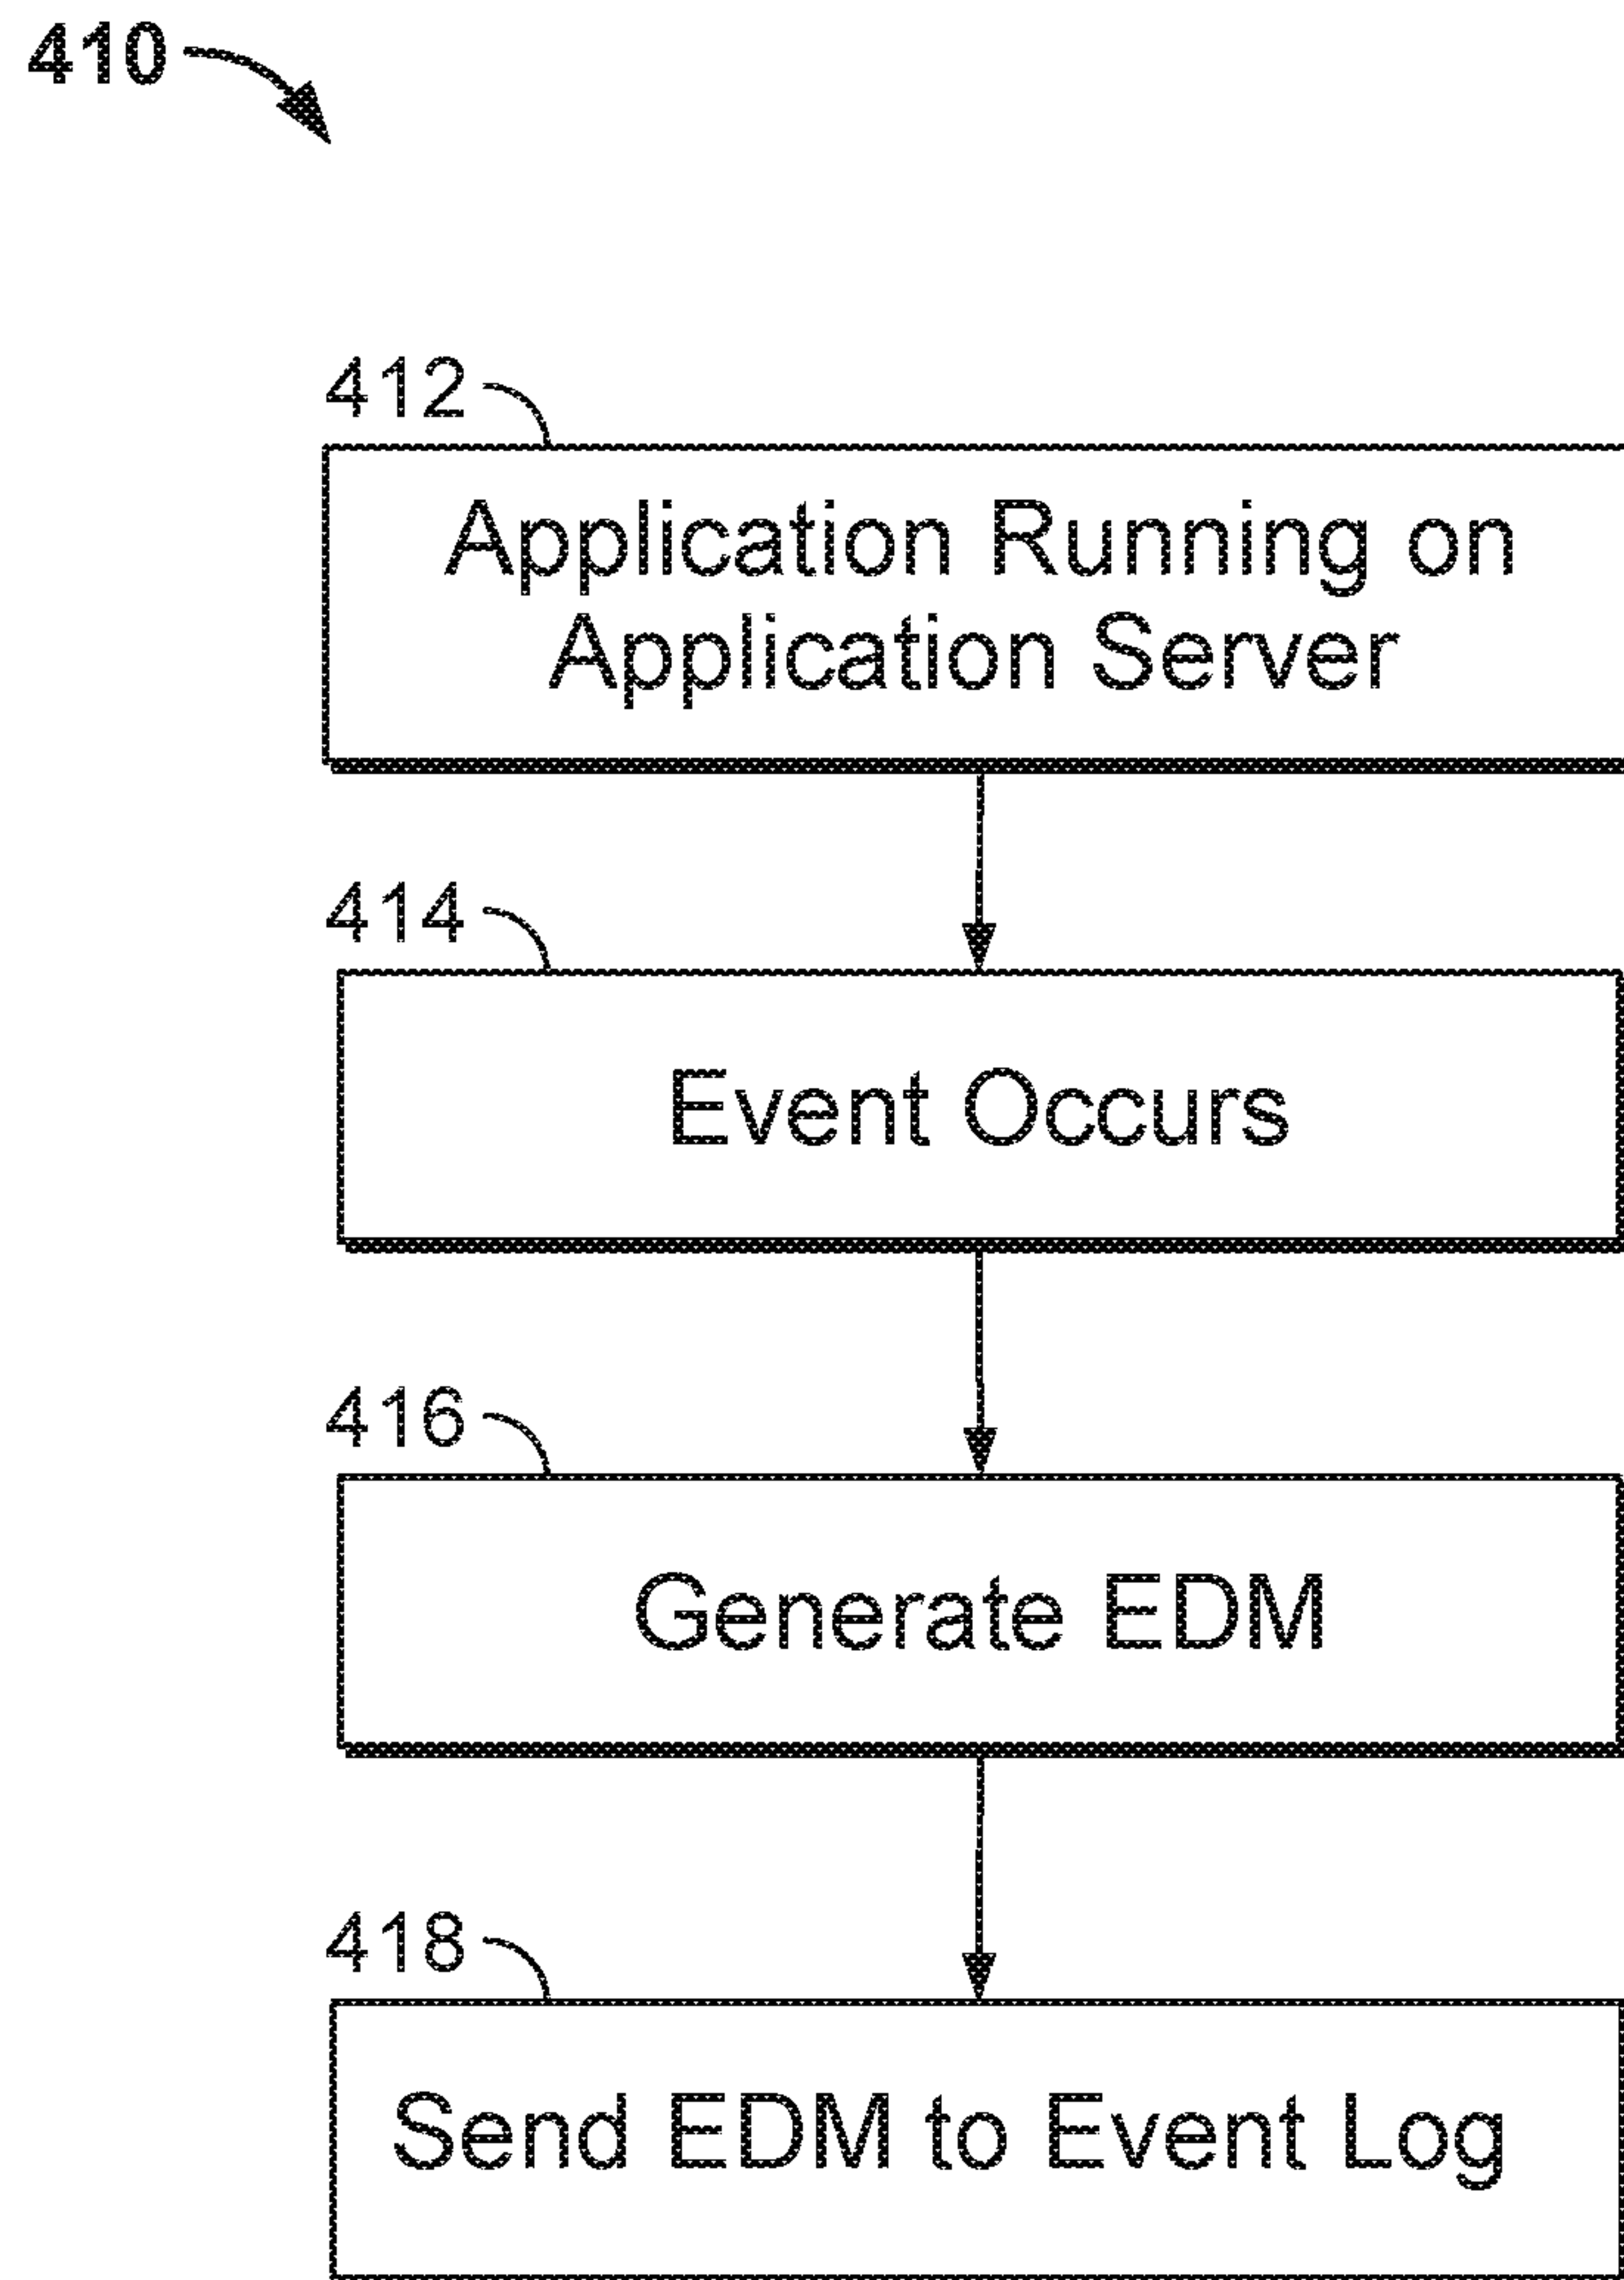 410
412
Application Running on
Application Server
414
Event Occurs
416
Generate EDM
418
Send EDM to Event Log